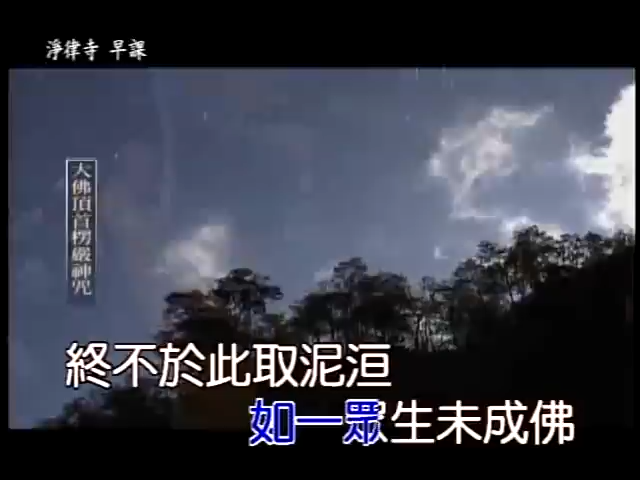 淨律寺 早課
大佛頂首楞嚴神咒
終不於此取泥洹
如一眾生未成佛